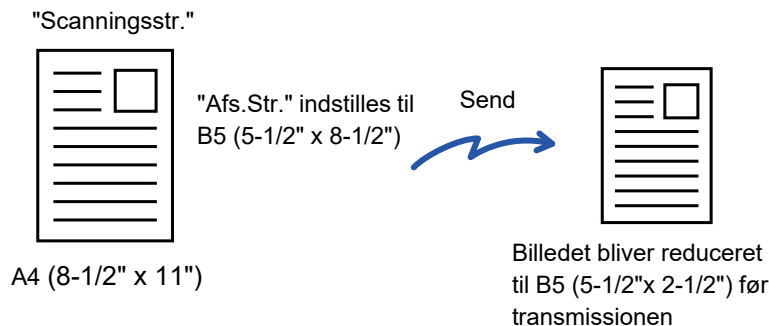 "Scanningsstr."
"Afs.Str." indstilles til
B5 (5-1/2" x 8-1/2")
Send
A4 (8-1/2" x 11")
Billedet bliver reduceret
til B5 (5-1/2"x 2-1/2") før
transmissionen